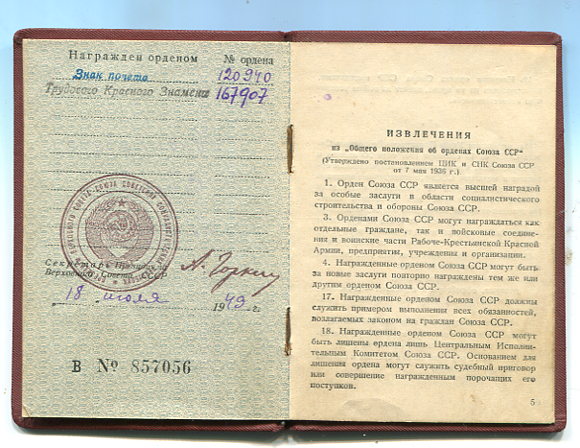 Награжден орденом № ордена
Знак почета 120940
Трудового Красного Знамени 167907
Секретарь Президиума
Верховного Совета
А. Горкин
18 июля 1949 г.
В № 857056
ИЗВЛЕЧЕНИЯ
из „Общего положения об орденах Союза ССР“
(Утверждено постановлением ЦИК и СНК Союза ССР
от 7 мая 1936 г.)
1. Орден Союза ССР является высшей наградой
за особые заслуги в области социалистического
строительства и обороны Союза ССР.
3. Орденами Союза ССР могут награждаться как
отдельные граждане, так и войсковые соедине-
ния и воинские части Рабоче-Крестьянской Красной
Армии, предприятия, учреждения и организации.
4. Награжденные орденом Союза ССР могут быть
за новые заслуги повторно награждены тем же или
другим орденом Союза ССР.
17. Награжденные орденом Союза ССР должны
служить примером выполнения всех обязанностей,
возлагаемых законом на граждан Союза ССР.
18. Награжденные орденом Союза ССР могут
быть лишены ордена лишь Центральным Исполни-
тельным Комитетом Союза ССР. Основанием для
лишения ордена могут служить судебный приговор
или совершение награжденным порочащих его
поступков.
5